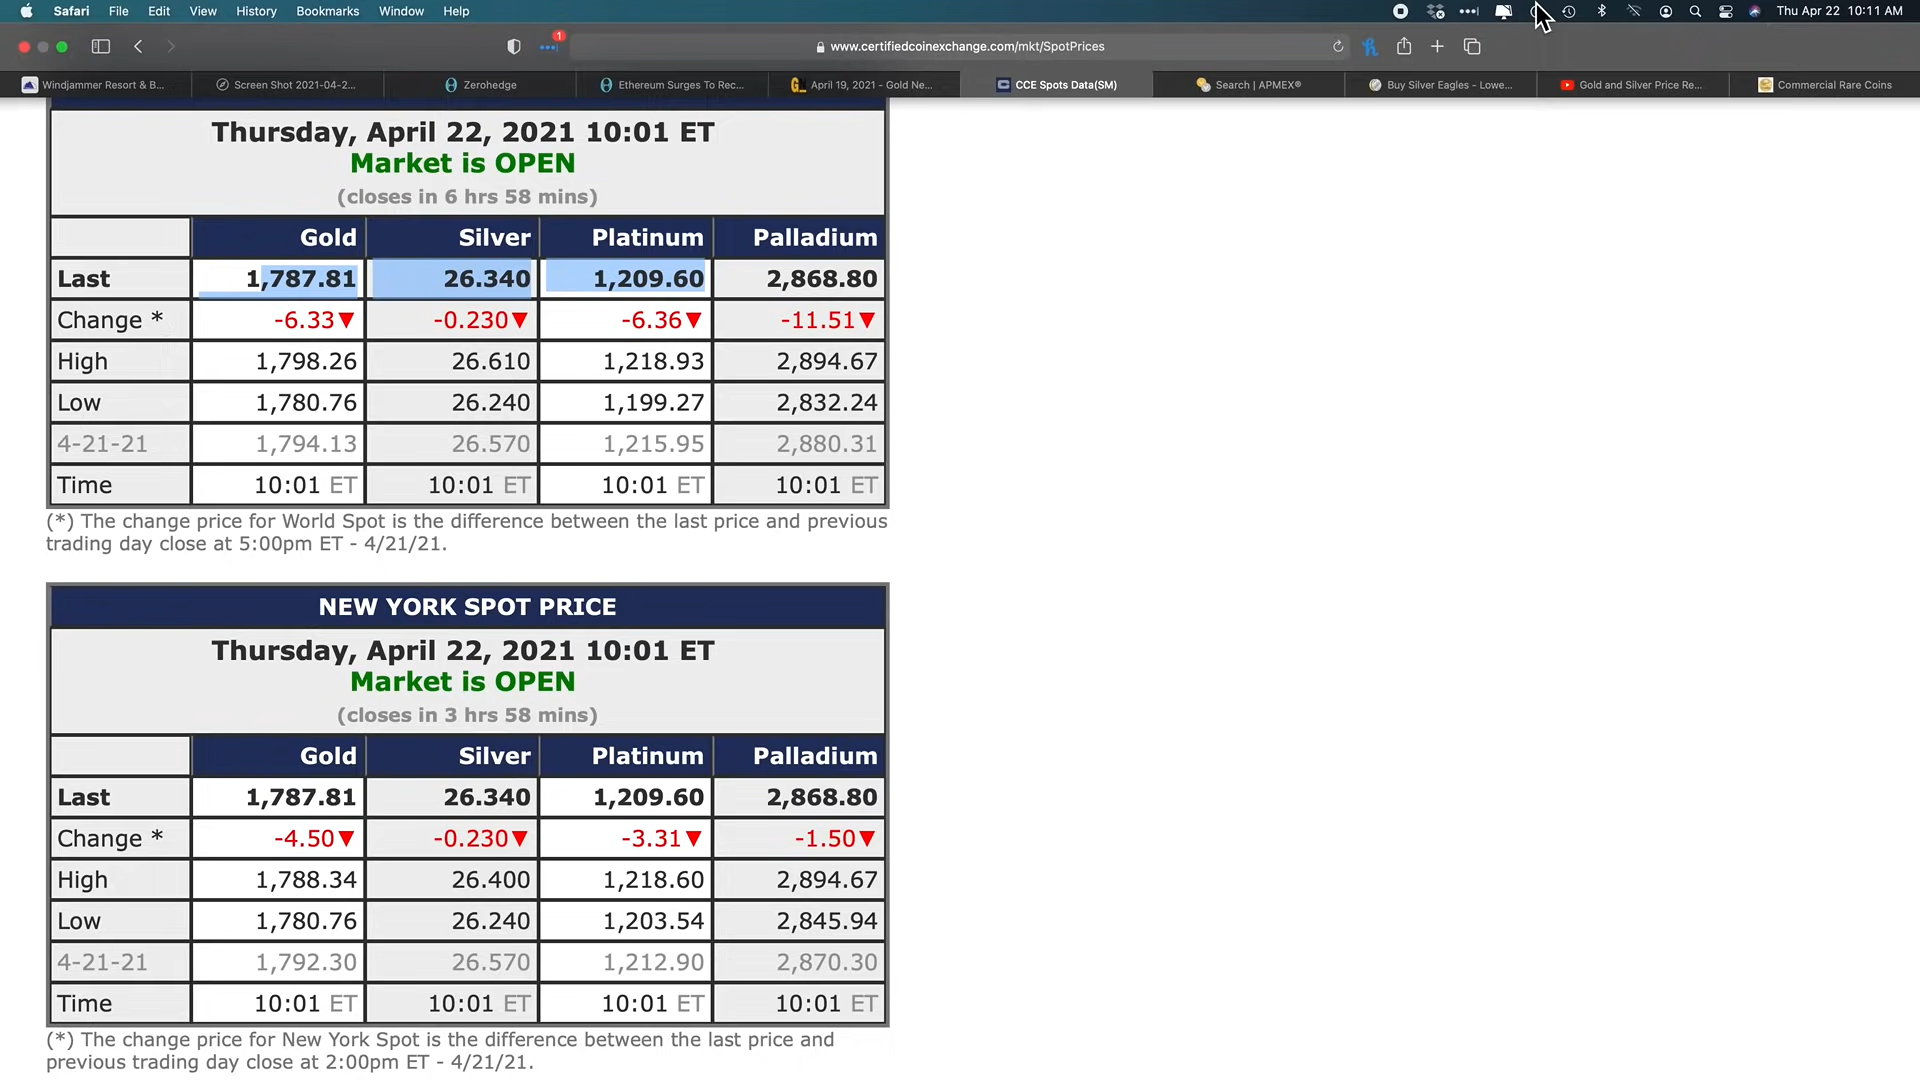 Safari File Edit View History Bookmarks Window Help Thu Apr 22 10:11 AM
1 www.certifiedcoinexchange.com/mkt/SpotPrices
Windjammer Resort & B... Screen Shot 2021-04-2... Zerohedge Ethereum Surges To Rec... April 19, 2021 - Gold Ne... CCE Spots Data(SM) Search | APMEX® Buy Silver Eagles - Lowe... Gold and Silver Price Re... Commercial Rare Coins
Thursday, April 22, 2021 10:01 ET
Market is OPEN
(closes in 6 hrs 58 mins)
Gold Silver Platinum Palladium
Last 1,787.81 26.340 1,209.60 2,868.80
Change * -6.33▼ -0.230▼ -6.36▼ -11.51▼
High 1,798.26 26.610 1,218.93 2,894.67
Low 1,780.76 26.240 1,199.27 2,832.24
4-21-21 1,794.13 26.570 1,215.95 2,880.31
Time 10:01 ET 10:01 ET 10:01 ET 10:01 ET
(*) The change price for World Spot is the difference between the last price and previous
trading day close at 5:00pm ET - 4/21/21.
NEW YORK SPOT PRICE
Thursday, April 22, 2021 10:01 ET
Market is OPEN
(closes in 3 hrs 58 mins)
Gold Silver Platinum Palladium
Last 1,787.81 26.340 1,209.60 2,868.80
Change * -4.50▼ -0.230▼ -3.31▼ -1.50▼
High 1,788.34 26.400 1,218.60 2,894.67
Low 1,780.76 26.240 1,203.54 2,845.94
4-21-21 1,792.30 26.570 1,212.90 2,870.30
Time 10:01 ET 10:01 ET 10:01 ET 10:01 ET
(*) The change price for New York Spot is the difference between the last price and
previous trading day close at 2:00pm ET - 4/21/21.